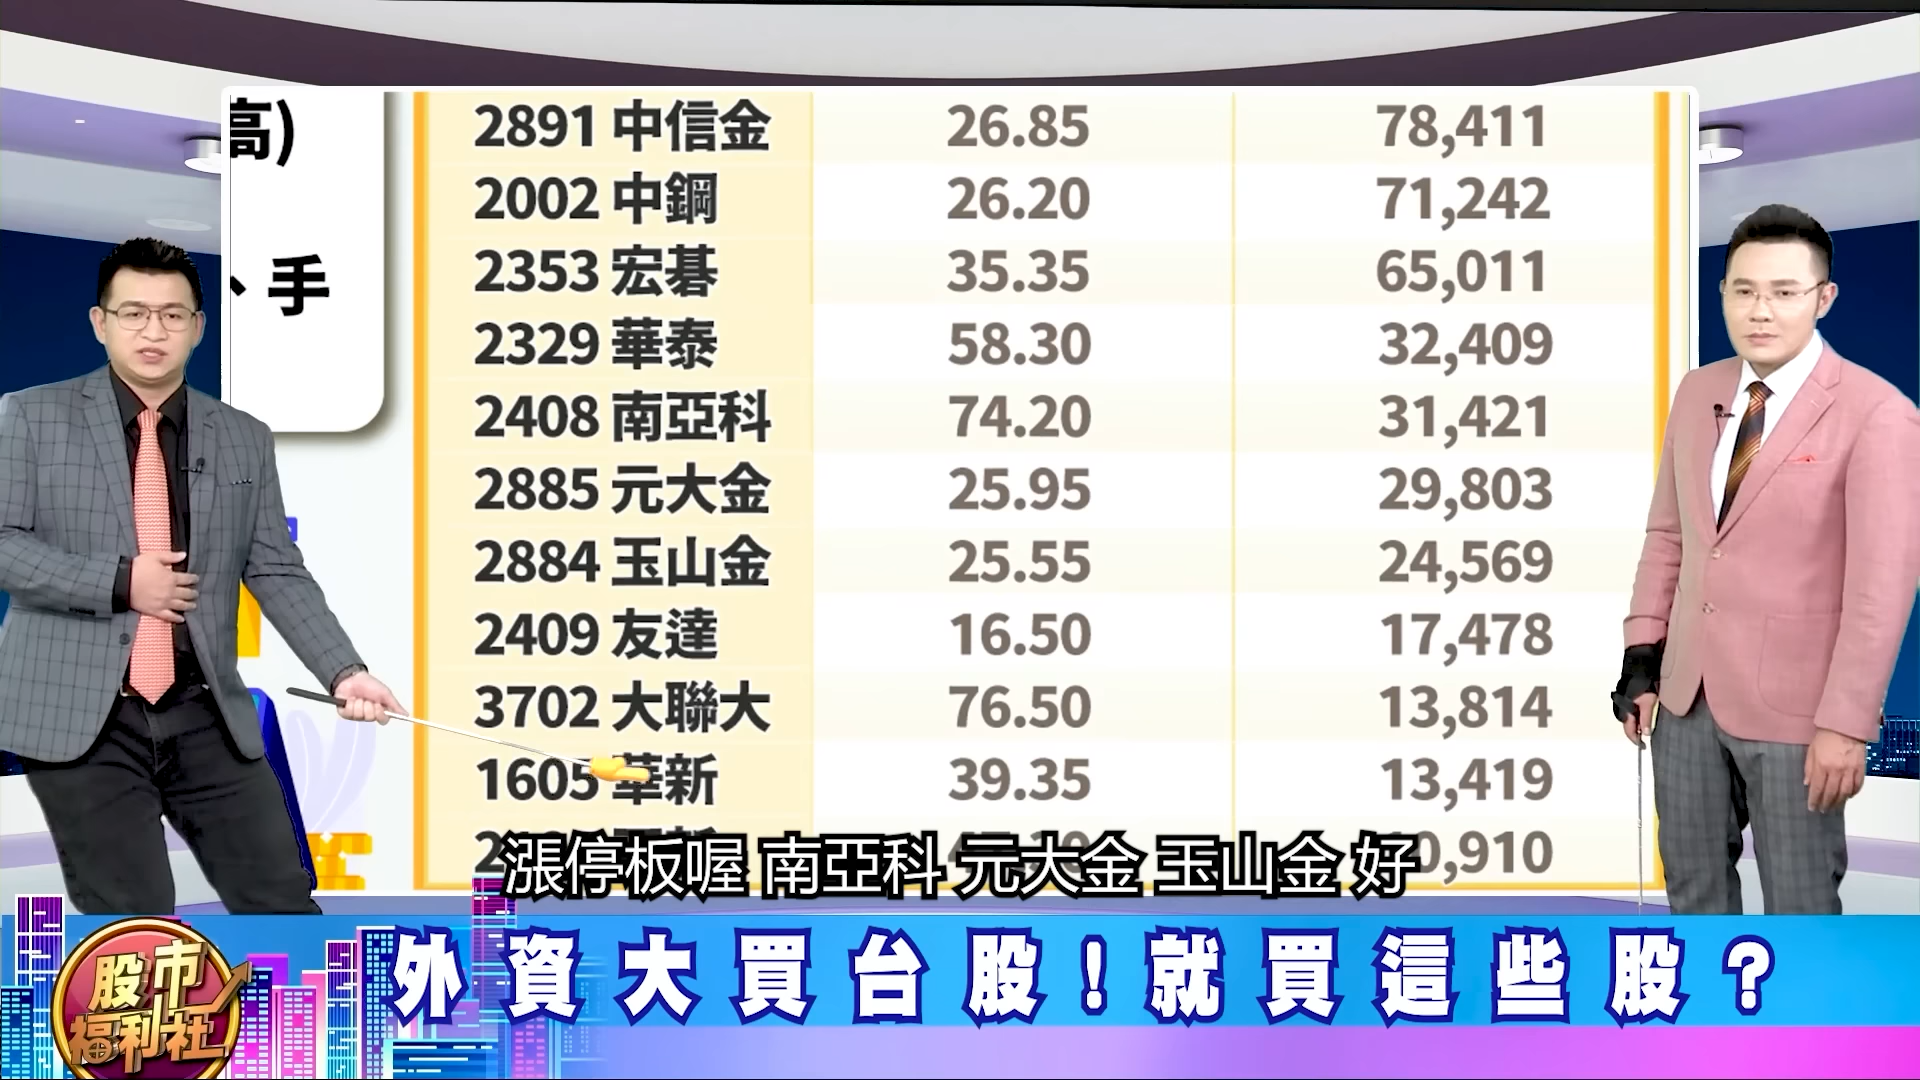 高)
、手
2891 中信金 26.85 78,411
2002 中鋼 26.20 71,242
2353 宏碁 35.35 65,011
2329 華泰 58.30 32,409
2408 南亞科 74.20 31,421
2885 元大金 25.95 29,803
2884 玉山金 25.55 24,569
2409 友達 16.50 17,478
3702 大聯大 76.50 13,814
1605 華新 39.35 13,419
漲停板喔 南亞科 元大金 玉山金 好
外資大買台股!就買這些股?
股市
福利社